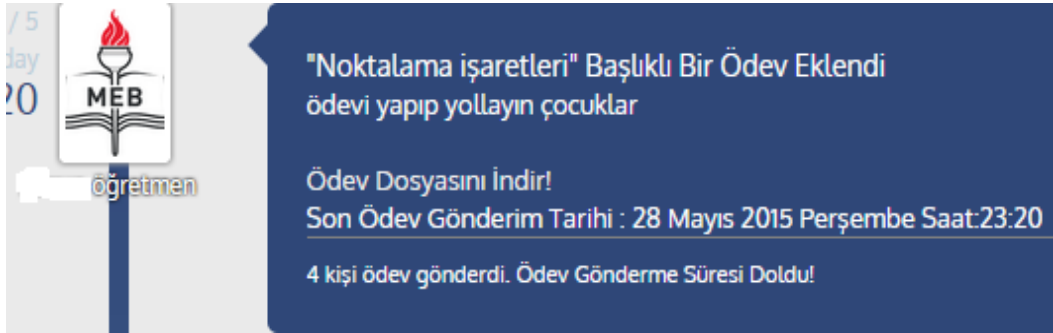 / 5
day
20
MEB
öğretmen
"Noktalama işaretleri" Başlıklı Bir Ödev Eklendi
ödevi yapıp yollayın çocuklar
Ödev Dosyasını İndir!
Son Ödev Gönderim Tarihi : 28 Mayıs 2015 Perşembe Saat:23:20
4 kişi ödev gönderdi. Ödev Gönderme Süresi Doldu!